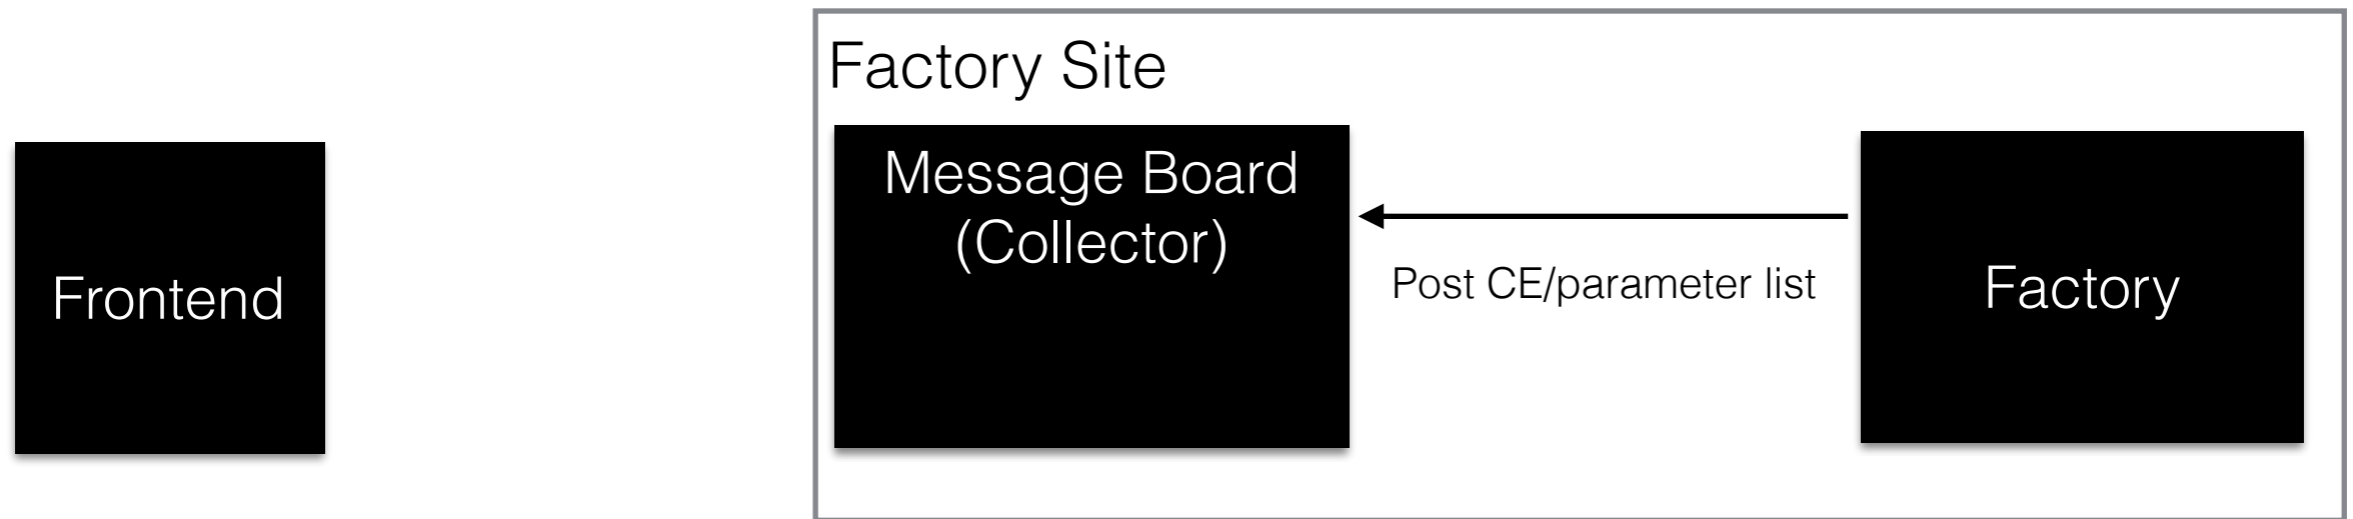 Factory Site
Message Board
(Collector)
Frontend
Post CE/parameter list
Factory